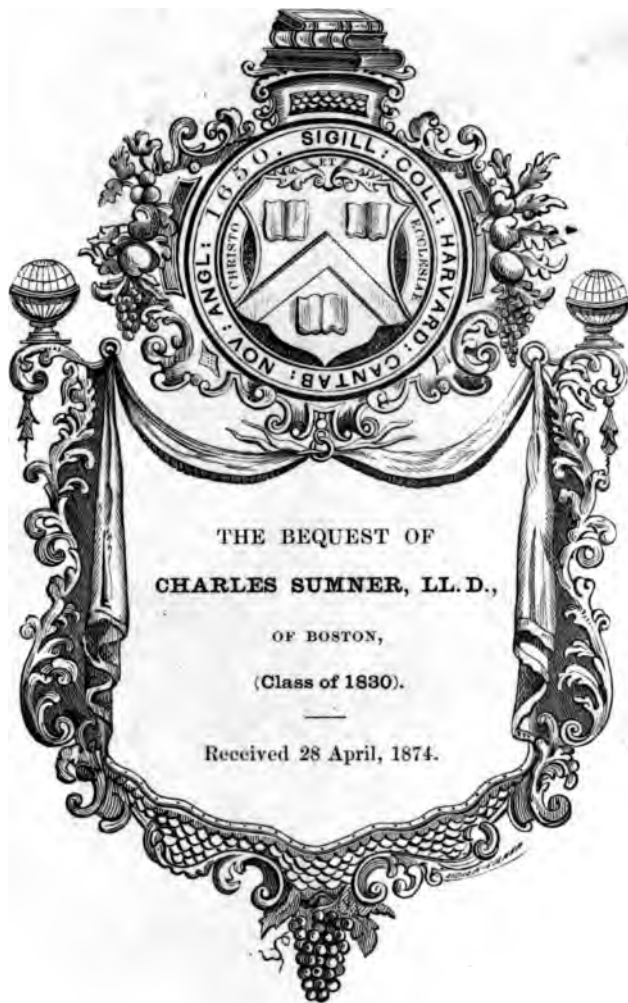 1650. SIGILL: COLL: HARVARD: CANTAB: NOV: ANGL:
ET
CHRISTO
ECCLESIAE
THE BEQUEST OF
CHARLES SUMNER, LL.D.,
OF BOSTON,
(Class of 1830).
Received 28 April, 1874.